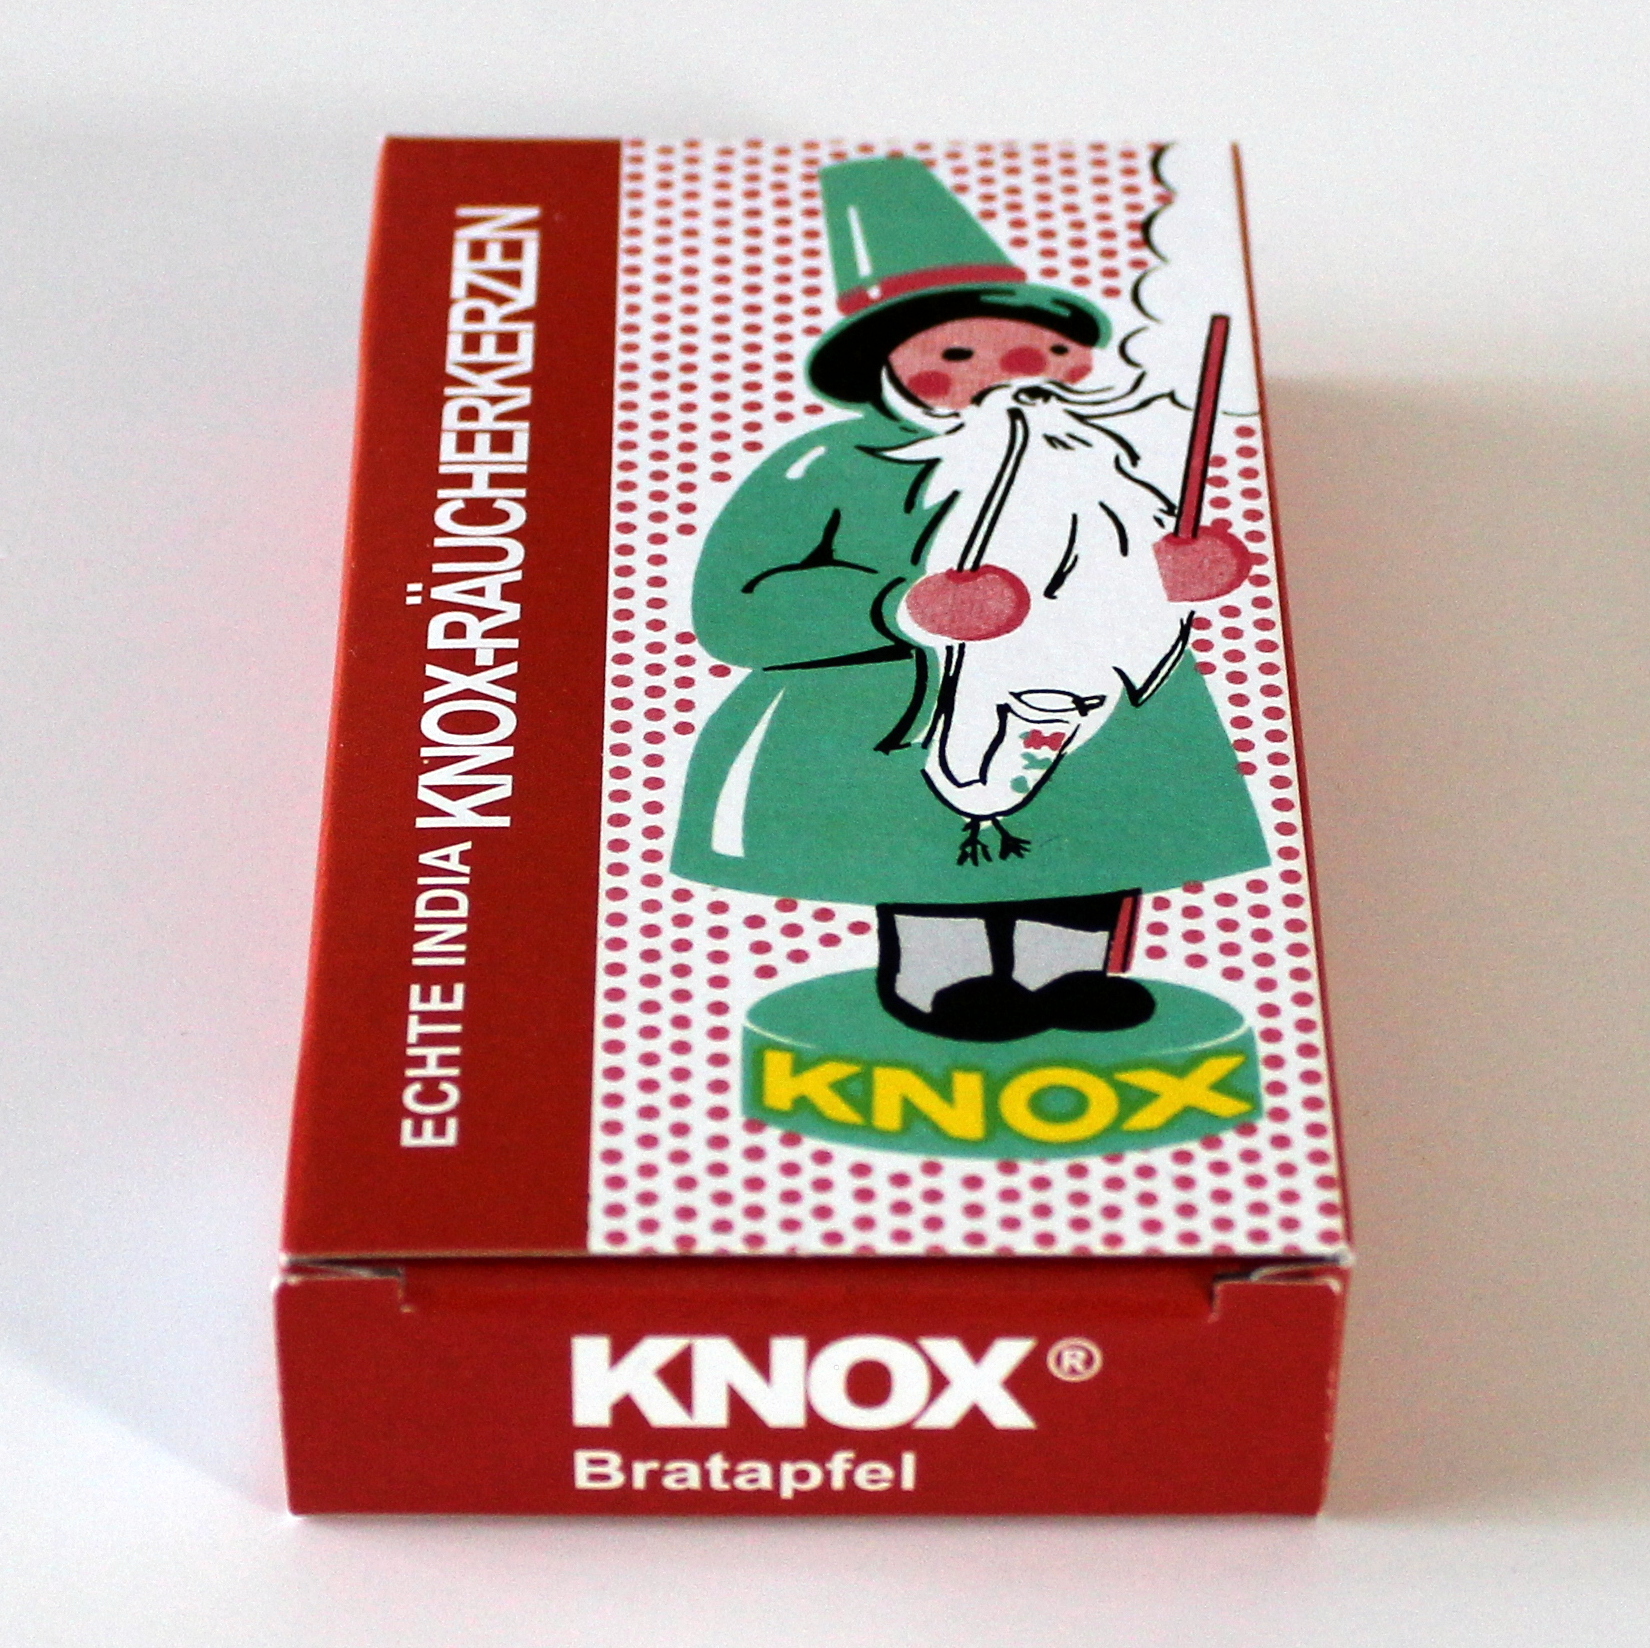 ECHTE INDIA KNOX-RÄUCHERKERZEN
KNOX
KNOX®
Bratapfel